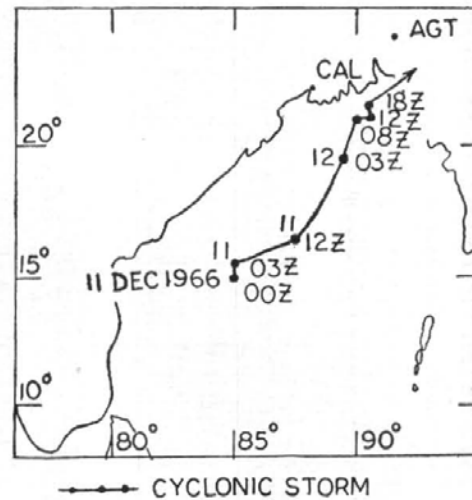 AGT
CAL
18Z
12Z
20°
08Z
12 03Z
11
12Z
11
03Z
11 DEC 1966
15°
00Z
10°
80° 85° 90°
CYCLONIC STORM